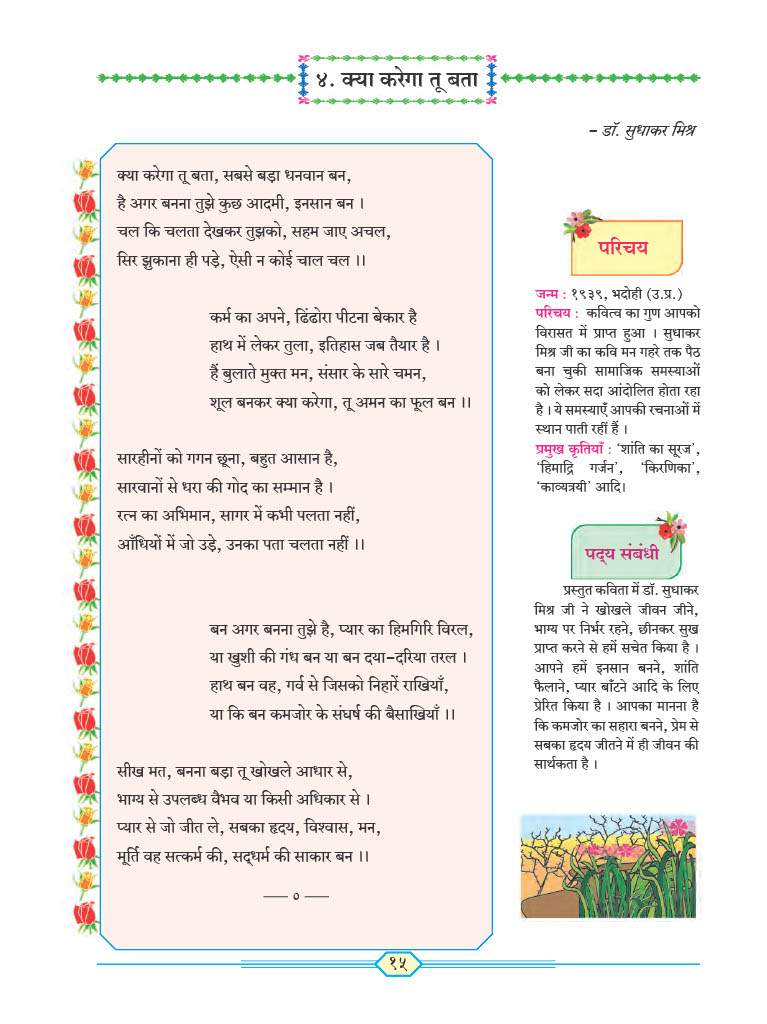 ४. क्या करेगा तू बता
– डॉ. सुधाकर मिश्र
क्या करेगा तू बता, सबसे बड़ा धनवान बन,
है अगर बनना तुझे कुछ आदमी, इनसान बन ।
चल कि चलता देखकर तुझको, सहम जाए अचल,
सिर झुकाना ही पड़े, ऐसी न कोई चाल चल ।।
कर्म का अपने, ढिंढोरा पीटना बेकार है
हाथ में लेकर तुला, इतिहास जब तैयार है ।
हैं बुलाते मुक्त मन, संसार के सारे चमन,
शूल बनकर क्या करेगा, तू अमन का फूल बन ।।
सारहीनों को गगन छूना, बहुत आसान है,
सारवानों से धरा की गोद का सम्मान है ।
रत्न का अभिमान, सागर में कभी पलता नहीं,
आँधियों में जो उड़े, उनका पता चलता नहीं ।।
बन अगर बनना तुझे है, प्यार का हिमगिरि विरल,
या खुशी की गंध बन या बन दया-दरिया तरल ।
हाथ बन वह, गर्व से जिसको निहारें राखियाँ,
या कि बन कमजोर के संघर्ष की बैसाखियाँ ।।
सीख मत, बनना बड़ा तू खोखले आधार से,
भाग्य से उपलब्ध वैभव या किसी अधिकार से ।
प्यार से जो जीत ले, सबका हृदय, विश्वास, मन,
मूर्ति वह सत्कर्म की, सद्धर्म की साकार बन ।।
— ० —
परिचय
जन्म : १९३९, भदोही (उ.प्र.)
परिचय : कवित्व का गुण आपको
विरासत में प्राप्त हुआ । सुधाकर
मिश्र जी का कवि मन गहरे तक पैठ
बना चुकी सामाजिक समस्याओं
को लेकर सदा आंदोलित होता रहा
है । ये समस्याएँ आपकी रचनाओं में
स्थान पाती रहीं हैं ।
प्रमुख कृतियाँ : ‘शांति का सूरज’,
‘हिमाद्रि गर्जन’, ‘किरणिका’,
‘काव्यत्रयी’ आदि।
पद्य संबंधी
प्रस्तुत कविता में डॉ. सुधाकर
मिश्र जी ने खोखले जीवन जीने,
भाग्य पर निर्भर रहने, छीनकर सुख
प्राप्त करने से हमें सचेत किया है ।
आपने हमें इनसान बनने, शांति
फैलाने, प्यार बाँटने आदि के लिए
प्रेरित किया है । आपका मानना है
कि कमजोर का सहारा बनने, प्रेम से
सबका हृदय जीतने में ही जीवन की
सार्थकता है ।
१५